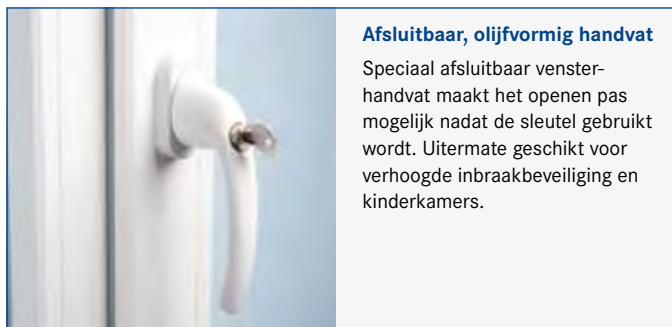 Afsluitbaar, olijfvormig handvat
Speciaal afsluitbaar venster-
handvat maakt het openen pas
mogelijk nadat de sleutel gebruikt
wordt. Uitermate geschikt voor
verhoogde inbraakbeveiliging en
kinderkamers.